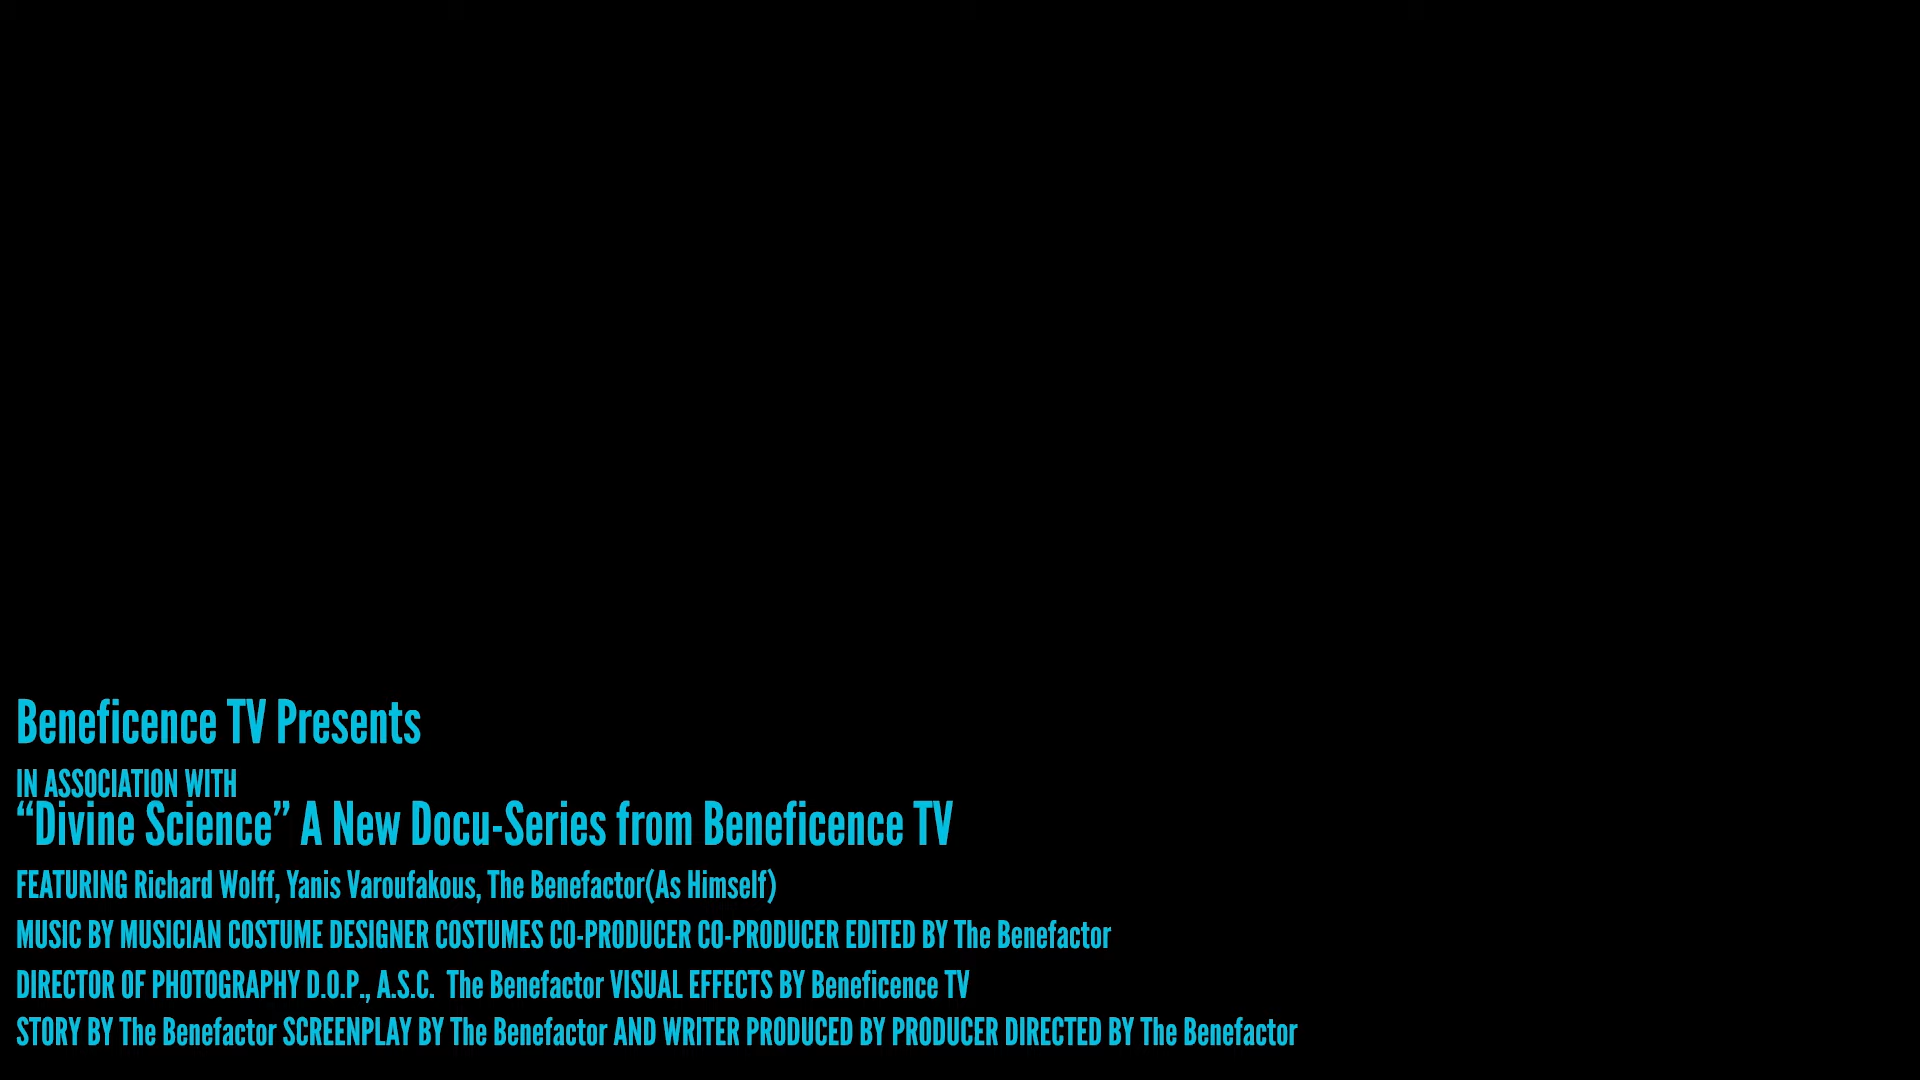 Beneficence TV Presents
IN ASSOCIATION WITH
“Divine Science” A New Docu-Series from Beneficence TV
FEATURING Richard Wolff, Yanis Varoufakous, The Benefactor(As Himself)
MUSIC BY MUSICIAN COSTUME DESIGNER COSTUMES CO-PRODUCER CO-PRODUCER EDITED BY The Benefactor
DIRECTOR OF PHOTOGRAPHY D.O.P., A.S.C. The Benefactor VISUAL EFFECTS BY Beneficence TV
STORY BY The Benefactor SCREENPLAY BY The Benefactor AND WRITER PRODUCED BY PRODUCER DIRECTED BY The Benefactor